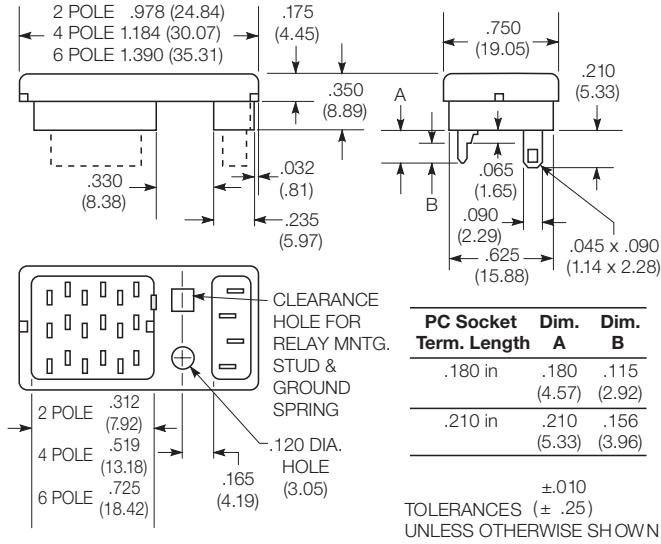 2 POLE .978 (24.84)
4 POLE 1.184 (30.07)
6 POLE 1.390 (35.31)
.175
(4.45)
.350
(8.89)
.330
(8.38)
.032
(.81)
.235
(5.97)
.750
(19.05)
.210
(5.33)
A
B
.065
(1.65)
.090
(2.29)
.625
(15.88)
.045 x .090
(1.14 x 2.28)
CLEARANCE
HOLE FOR
RELAY MNTG.
STUD &
GROUND
SPRING
.120 DIA.
HOLE
(3.05)
2 POLE .312
(7.92)
4 POLE .519
(13.18)
6 POLE .725
(18.42)
.165
(4.19)
PC Socket Dim. Dim.
Term. Length A B
.180 in .180 .115
(4.57) (2.92)
.210 in .210 .156
(5.33) (3.96)
±.010
TOLERANCES (± .25)
UNLESS OTHERWISE SHOWN